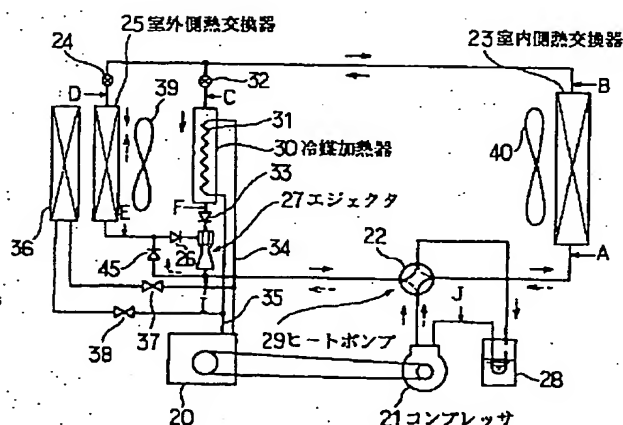 25室外側熱交換器
24
39
32
23室内側熱交換器
D
C
B
31
30冷媒加熱器
40
33
F
27エジェクタ
E
36
26
34
22
45
A
I
35
J
37
29ヒートポンプ
38
28
20
21コンプレッサ